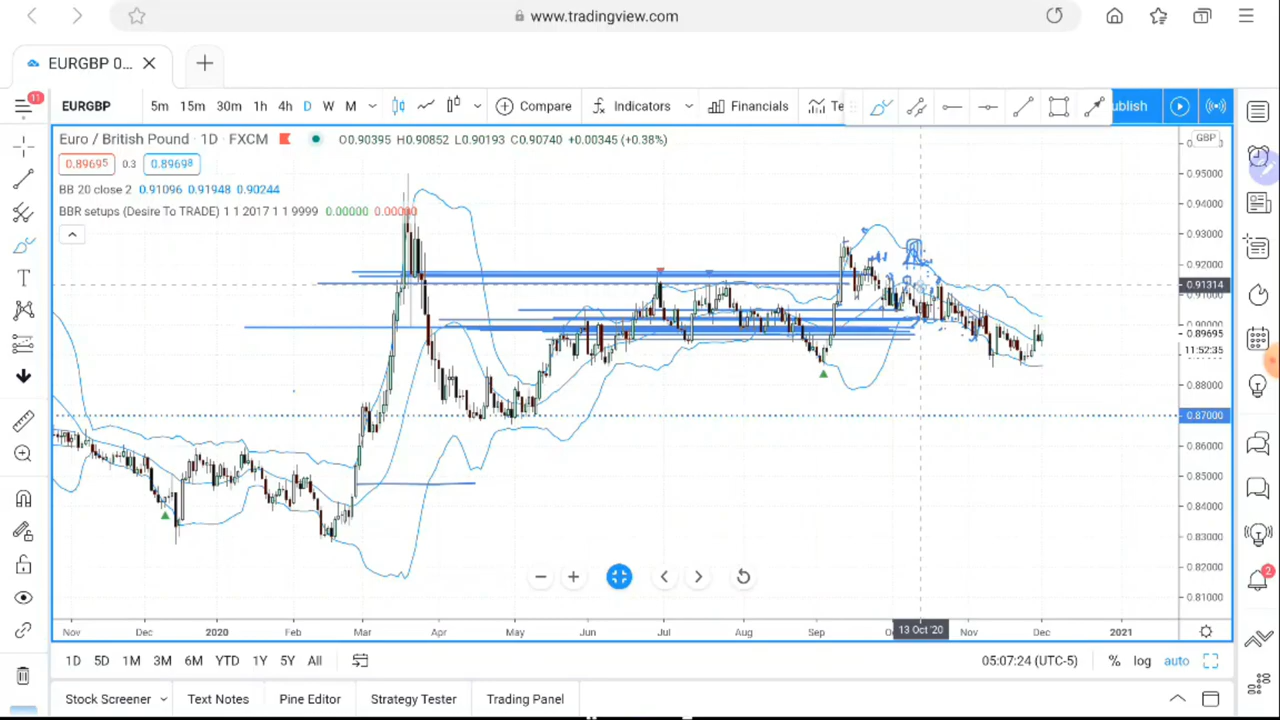 www.tradingview.com
1
EURGBP 0...
11
EURGBP
5m 15m 30m 1h 4h D W M
Compare
Indicators
Financials
Te
ublish
Euro / British Pound · 1D · FXCM
O0.90395 H0.90852 L0.90193 C0.90740 +0.00345 (+0.38%)
GBP
0.89695 0.3 0.89698
BB 20 close 2 0.91096 0.91948 0.90244
BBR setups (Desire To TRADE) 1 1 2017 1 1 9999 0.00000 0.00000
0.95000
0.94000
0.93000
0.92000
0.91314
0.91000
0.90000
0.89695
11:52:35
0.88000
0.87000
0.86000
0.85000
0.84000
0.83000
0.82000
0.81000
2
Nov Dec 2020 Feb Mar Apr May Jun Jul Aug Sep 13 Oct '20 Nov Dec 2021
1D 5D 1M 3M 6M YTD 1Y 5Y All
05:07:24 (UTC-5) % log auto
Stock Screener Text Notes Pine Editor Strategy Tester Trading Panel